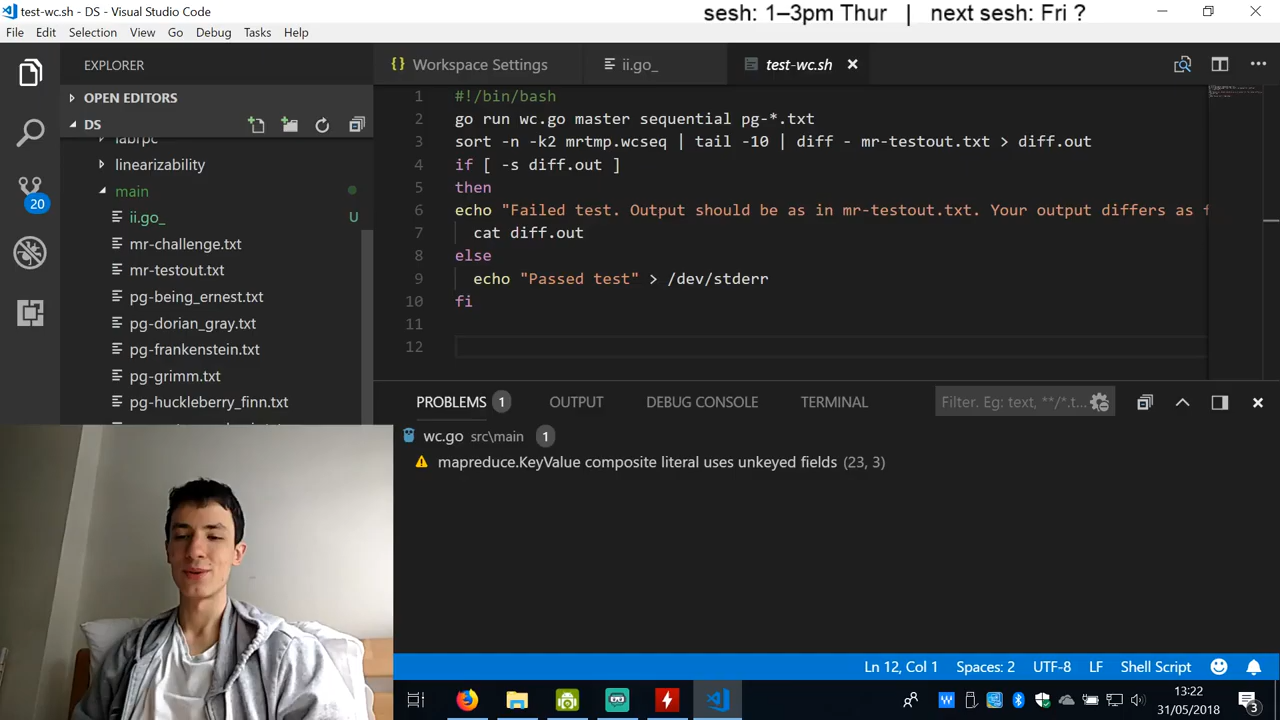 test-wc.sh - DS - Visual Studio Code
sesh: 1–3pm Thur | next sesh: Fri ?
File Edit Selection View Go Debug Tasks Help
EXPLORER
OPEN EDITORS
DS
labrpc
linearizability
main
ii.go_ U
mr-challenge.txt
mr-testout.txt
pg-being_ernest.txt
pg-dorian_gray.txt
pg-frankenstein.txt
pg-grimm.txt
pg-huckleberry_finn.txt
20
{} Workspace Settings ii.go_ test-wc.sh
1 #!/bin/bash
2 go run wc.go master sequential pg-*.txt
3 sort -n -k2 mrtmp.wcseq | tail -10 | diff - mr-testout.txt > diff.out
4 if [ -s diff.out ]
5 then
6 echo "Failed test. Output should be as in mr-testout.txt. Your output differs as f
7 cat diff.out
8 else
9 echo "Passed test" > /dev/stderr
10 fi
11
12
PROBLEMS 1 OUTPUT DEBUG CONSOLE TERMINAL Filter. Eg: text, **/*.t...
wc.go src\main 1
mapreduce.KeyValue composite literal uses unkeyed fields (23, 3)
Ln 12, Col 1 Spaces: 2 UTF-8 LF Shell Script
13:22
31/05/2018
3